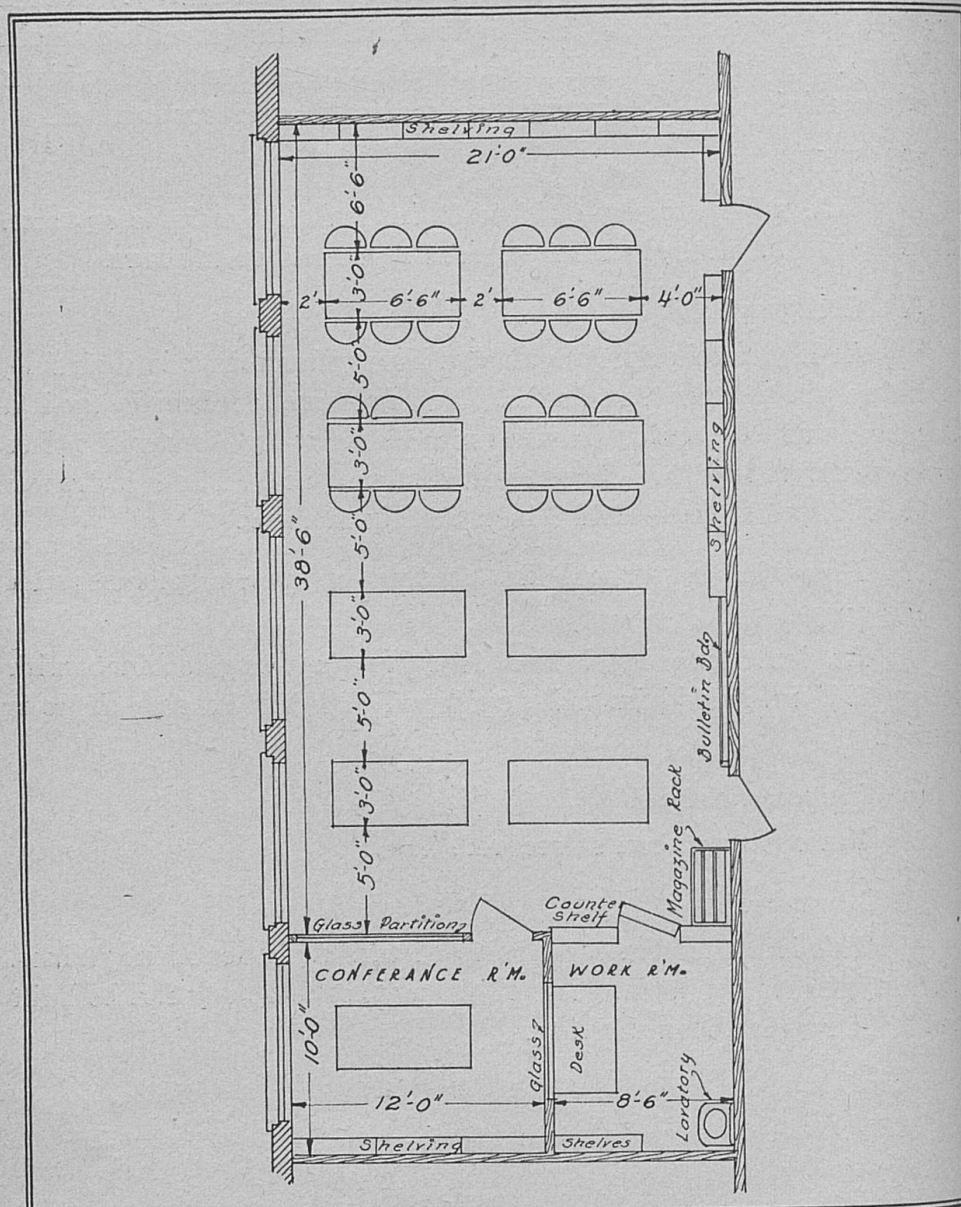 Shelving
21'-0"
6'-6"
2'
6'-6"
2'
6'-6"
4'-0"
3'-0"
5'-0"
3'-0"
Shelving
38'-6"
5'-0"
3'-0"
Bulletin Bd.
5'-0"
3'-0"
Magazine Rack
5'-0"
Counter
Shelf
Glass Partition
CONFERANCE R'M.
WORK R'M.
10'-0"
Glass
Desk
12'-0"
8'-6"
Lavatory
Shelving
Shelves